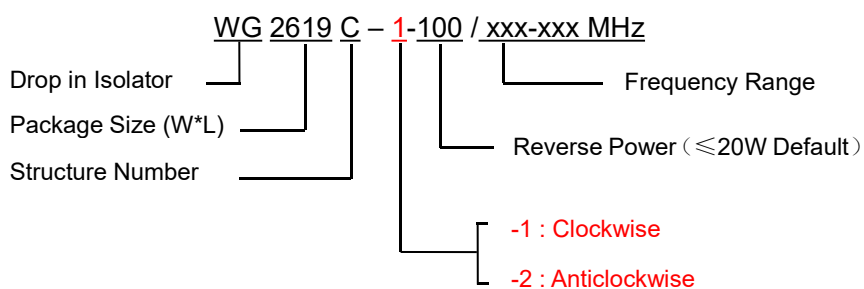 WG 2619 C – 1-100 / xxx-xxx MHz
Drop in Isolator
Frequency Range
Package Size (W*L)
Reverse Power（≤20W Default）
Structure Number
-1 : Clockwise
-2 : Anticlockwise